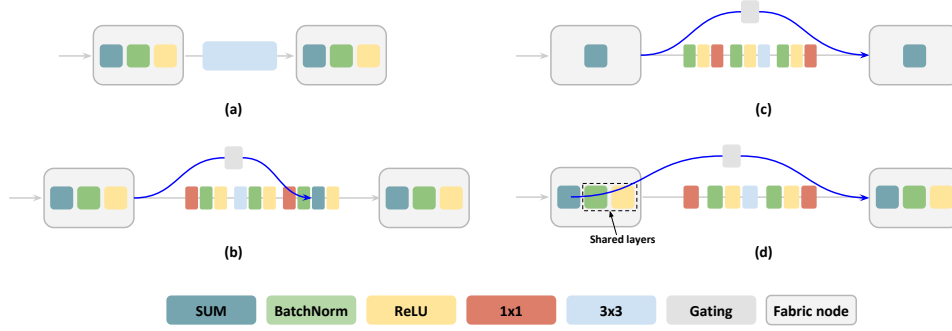 (a)
(c)
Shared layers
(b)
(d)
SUM
BatchNorm
ReLU
1x1
3x3
Gating
Fabric node